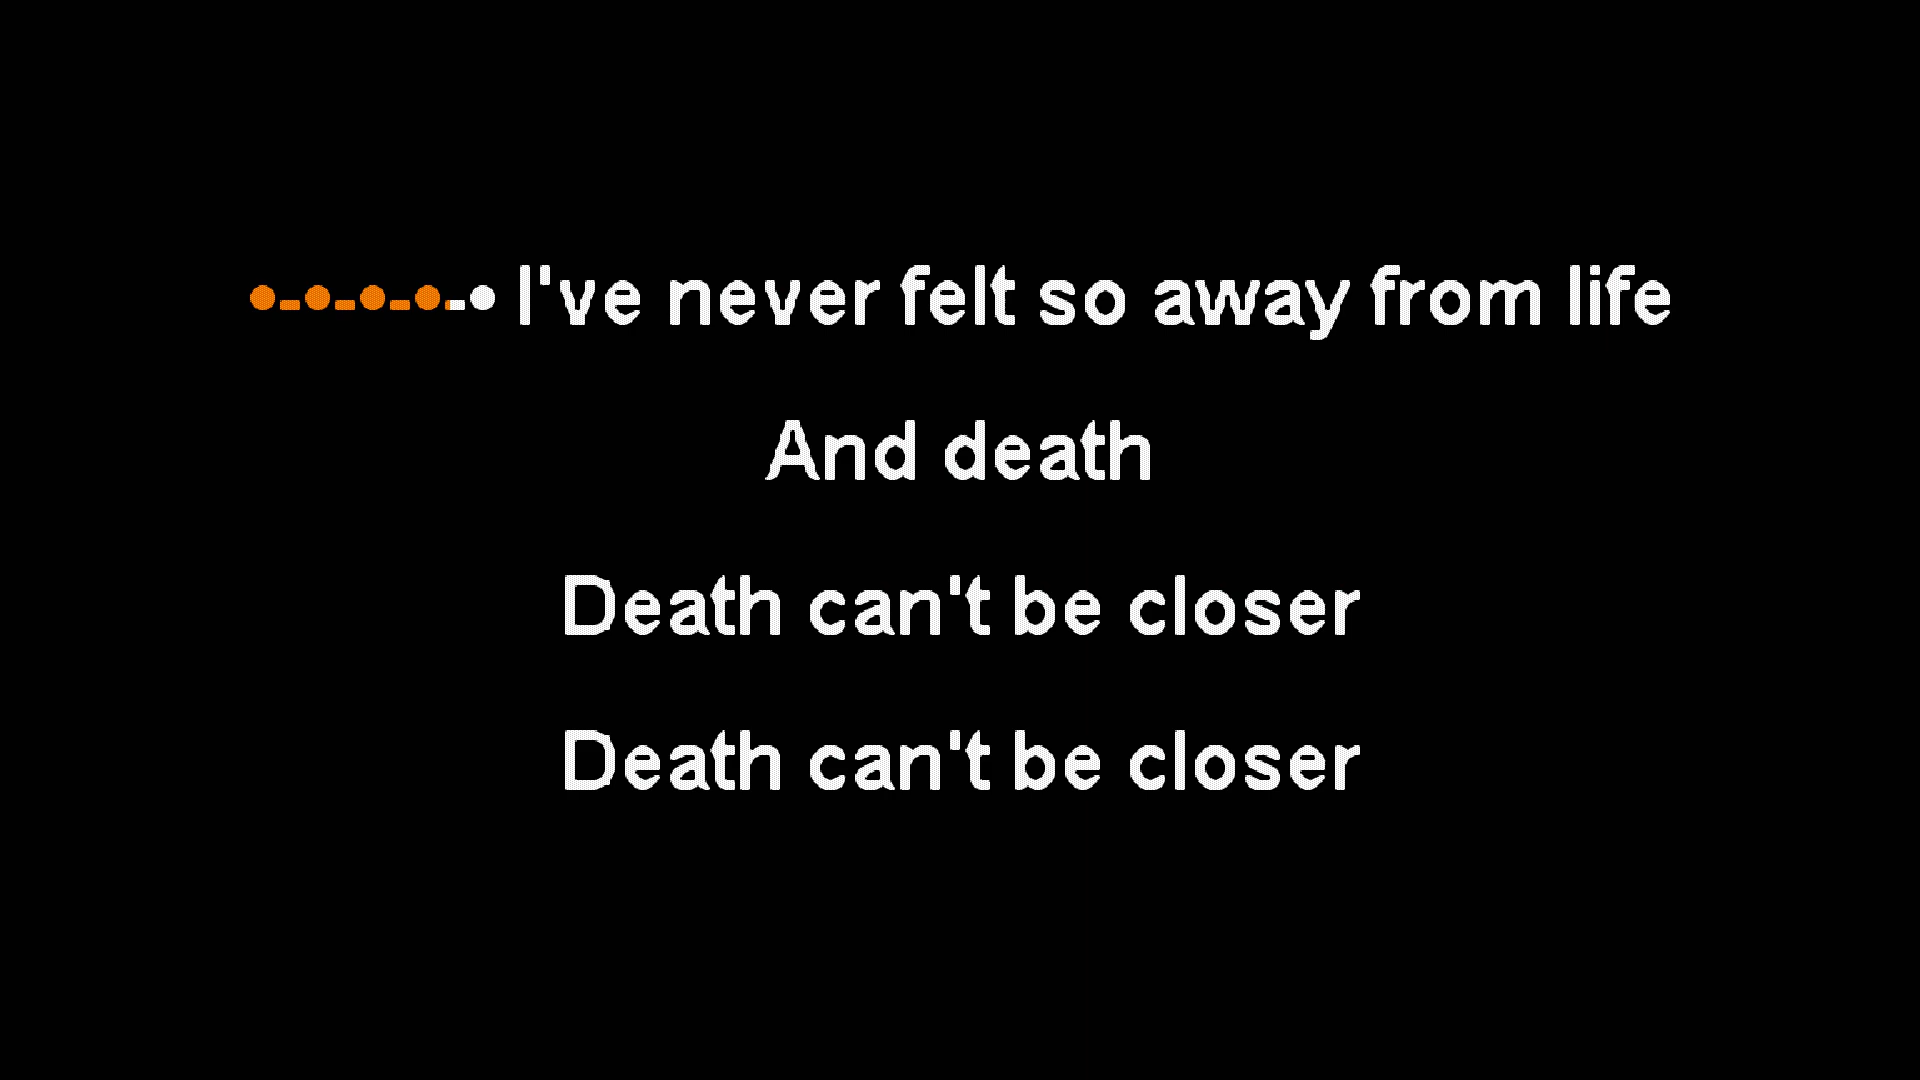 I've never felt so away from life
And death
Death can't be closer
Death can't be closer